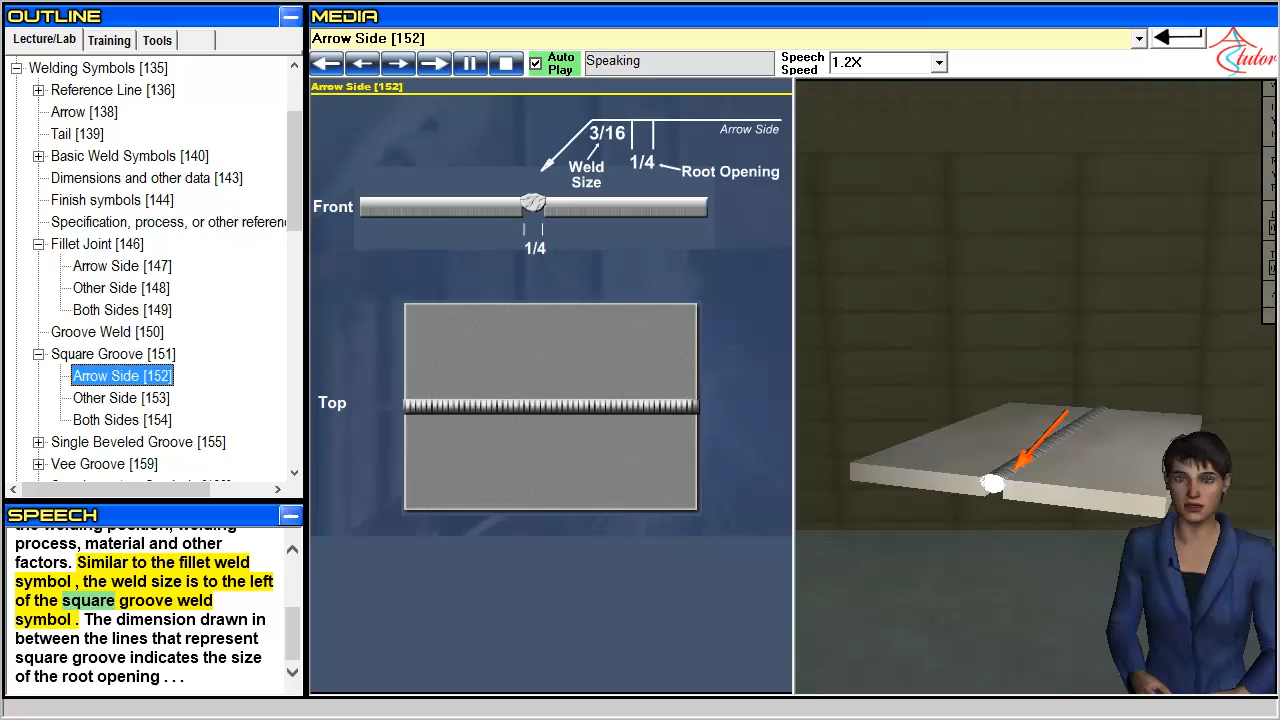 OUTLINE
Lecture/Lab Training Tools
Welding Symbols [135]
Reference Line [136]
Arrow [138]
Tail [139]
Basic Weld Symbols [140]
Dimensions and other data [143]
Finish symbols [144]
Specification, process, or other referen
Fillet Joint [146]
Arrow Side [147]
Other Side [148]
Both Sides [149]
Groove Weld [150]
Square Groove [151]
Arrow Side [152]
Other Side [153]
Both Sides [154]
Single Beveled Groove [155]
Vee Groove [159]
SPEECH
the welding position, welding
process, material and other
factors. Similar to the fillet weld
symbol , the weld size is to the left
of the square groove weld
symbol . The dimension drawn in
between the lines that represent
square groove indicates the size
of the root opening . . .
MEDIA
Arrow Side [152]
Auto
Play
Speaking
Speech
Speed
1.2X
tutor
Arrow Side [152]
3/16
Arrow Side
Weld
Size
1/4
Root Opening
Front
1/4
Top